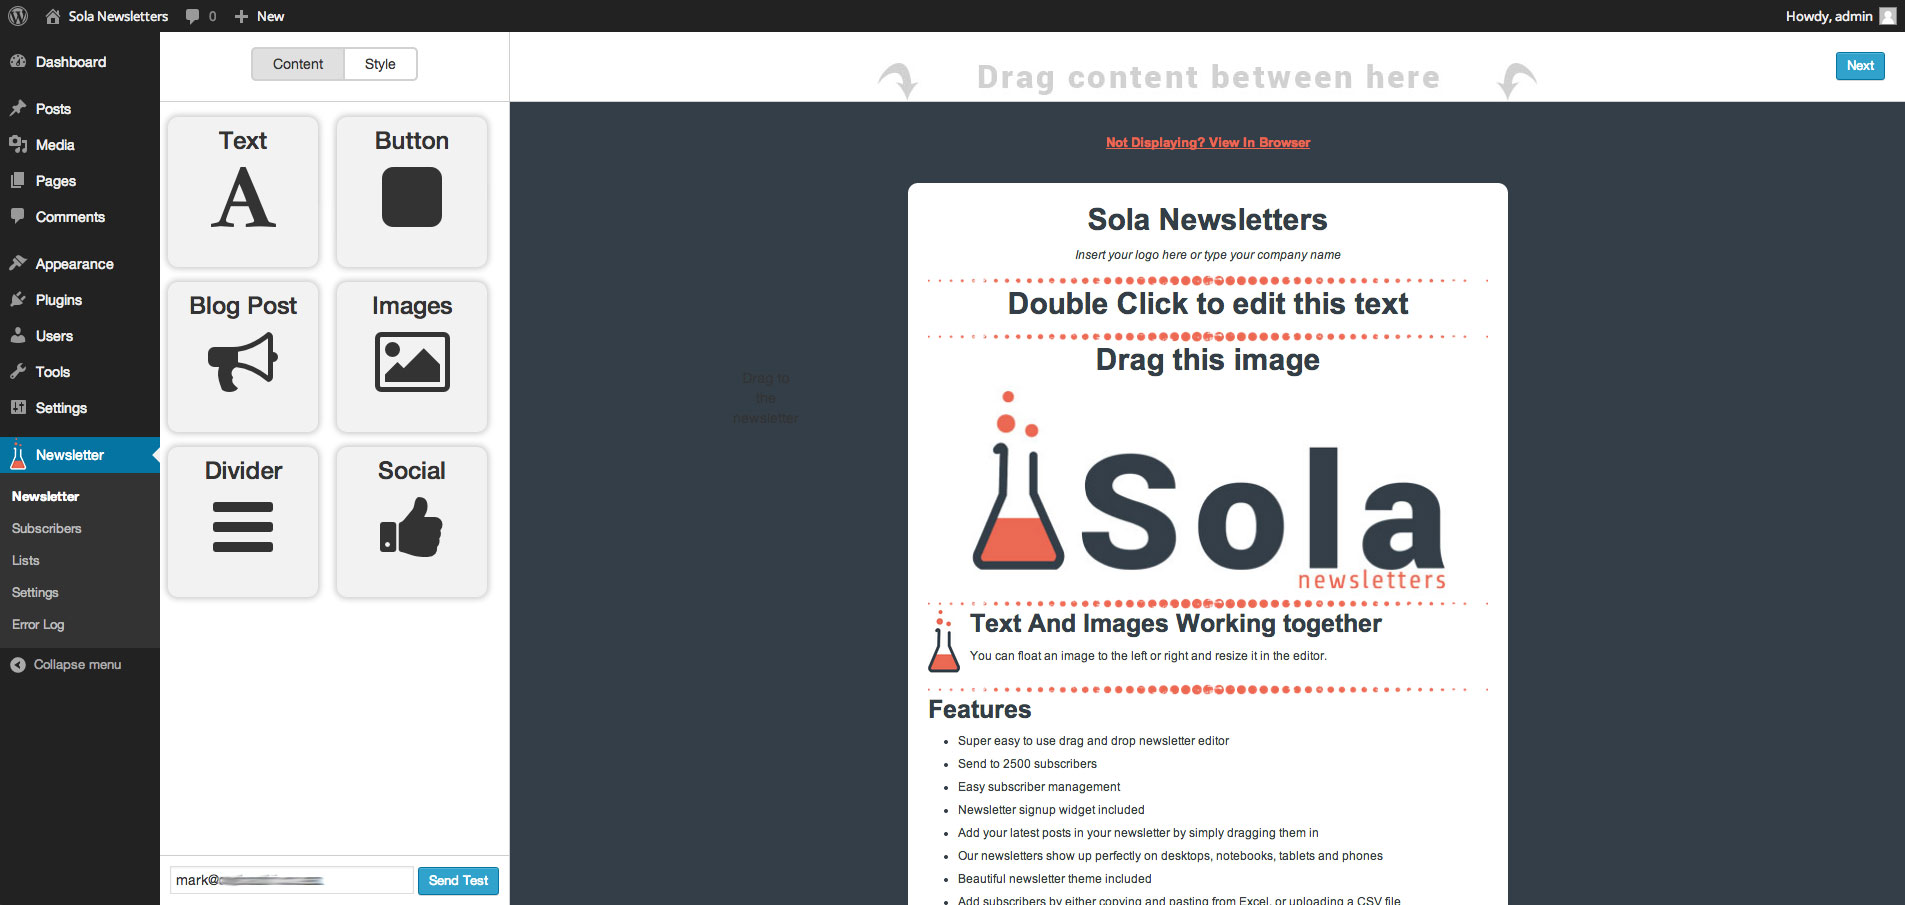 Sola Newsletters
0
New
Howdy, admin
Dashboard
Posts
Media
Pages
Comments
Appearance
Plugins
Users
Tools
Settings
Newsletter
Newsletter
Subscribers
Lists
Settings
Error Log
Collapse menu
Content
Style
Text
A
Button
Blog Post
Images
Divider
Social
mark@
Send Test
Drag content between here
Next
Drag to
the
newsletter
Not Displaying? View In Browser
Sola Newsletters
Insert your logo here or type your company name
Double Click to edit this text
Drag this image
Sola
newsletters
Text And Images Working together
You can float an image to the left or right and resize it in the editor.
Features
Super easy to use drag and drop newsletter editor
Send to 2500 subscribers
Easy subscriber management
Newsletter signup widget included
Add your latest posts in your newsletter by simply dragging them in
Our newsletters show up perfectly on desktops, notebooks, tablets and phones
Beautiful newsletter theme included
Add subscribers by either copying and pasting from Excel, or uploading a CSV file